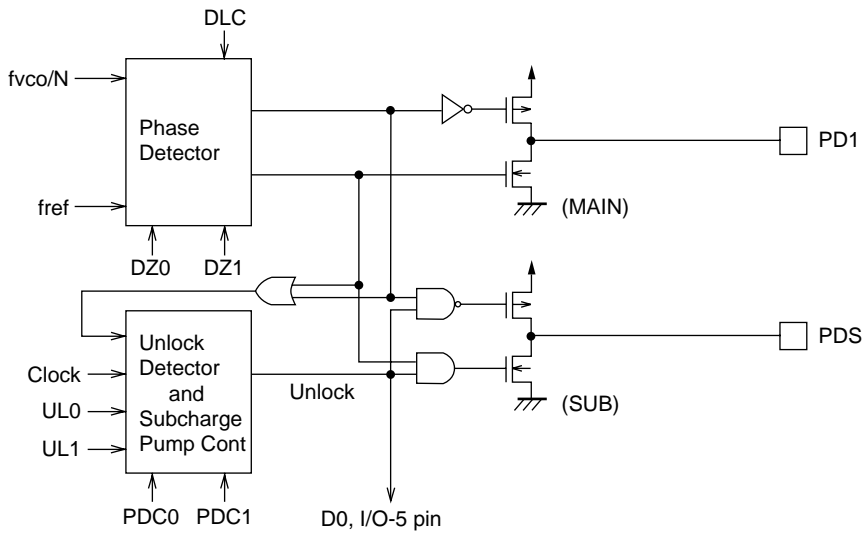 DLC
fvco/N
Phase
Detector
PD1
fref
(MAIN)
DZ0
DZ1
Unlock
Detector
and
Subcharge
Pump Cont
PDS
Clock
Unlock
UL0
(SUB)
UL1
PDC0
PDC1
D0, I/O-5 pin